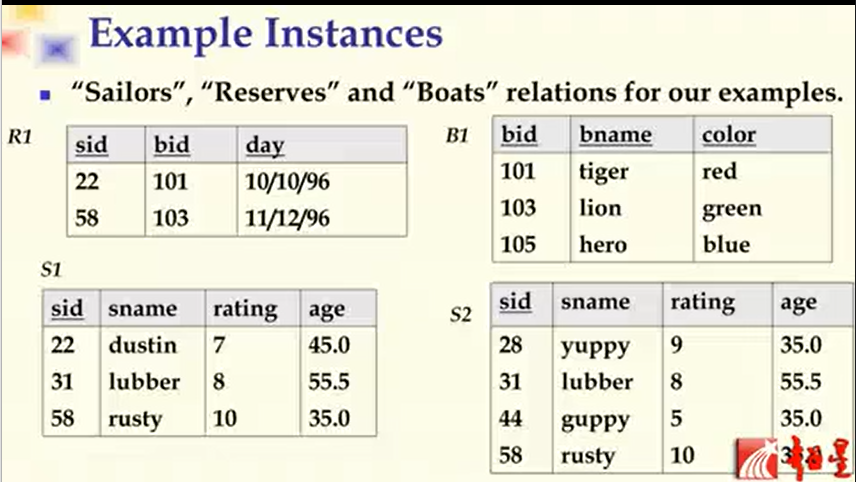 Example Instances
"Sailors", "Reserves" and "Boats" relations for our examples.
R1
sid bid day
22 101 10/10/96
58 103 11/12/96
B1
bid bname color
101 tiger red
103 lion green
105 hero blue
S1
sid sname rating age
22 dustin 7 45.0
31 lubber 8 55.5
58 rusty 10 35.0
S2
sid sname rating age
28 yuppy 9 35.0
31 lubber 8 55.5
44 guppy 5 35.0
58 rusty 10